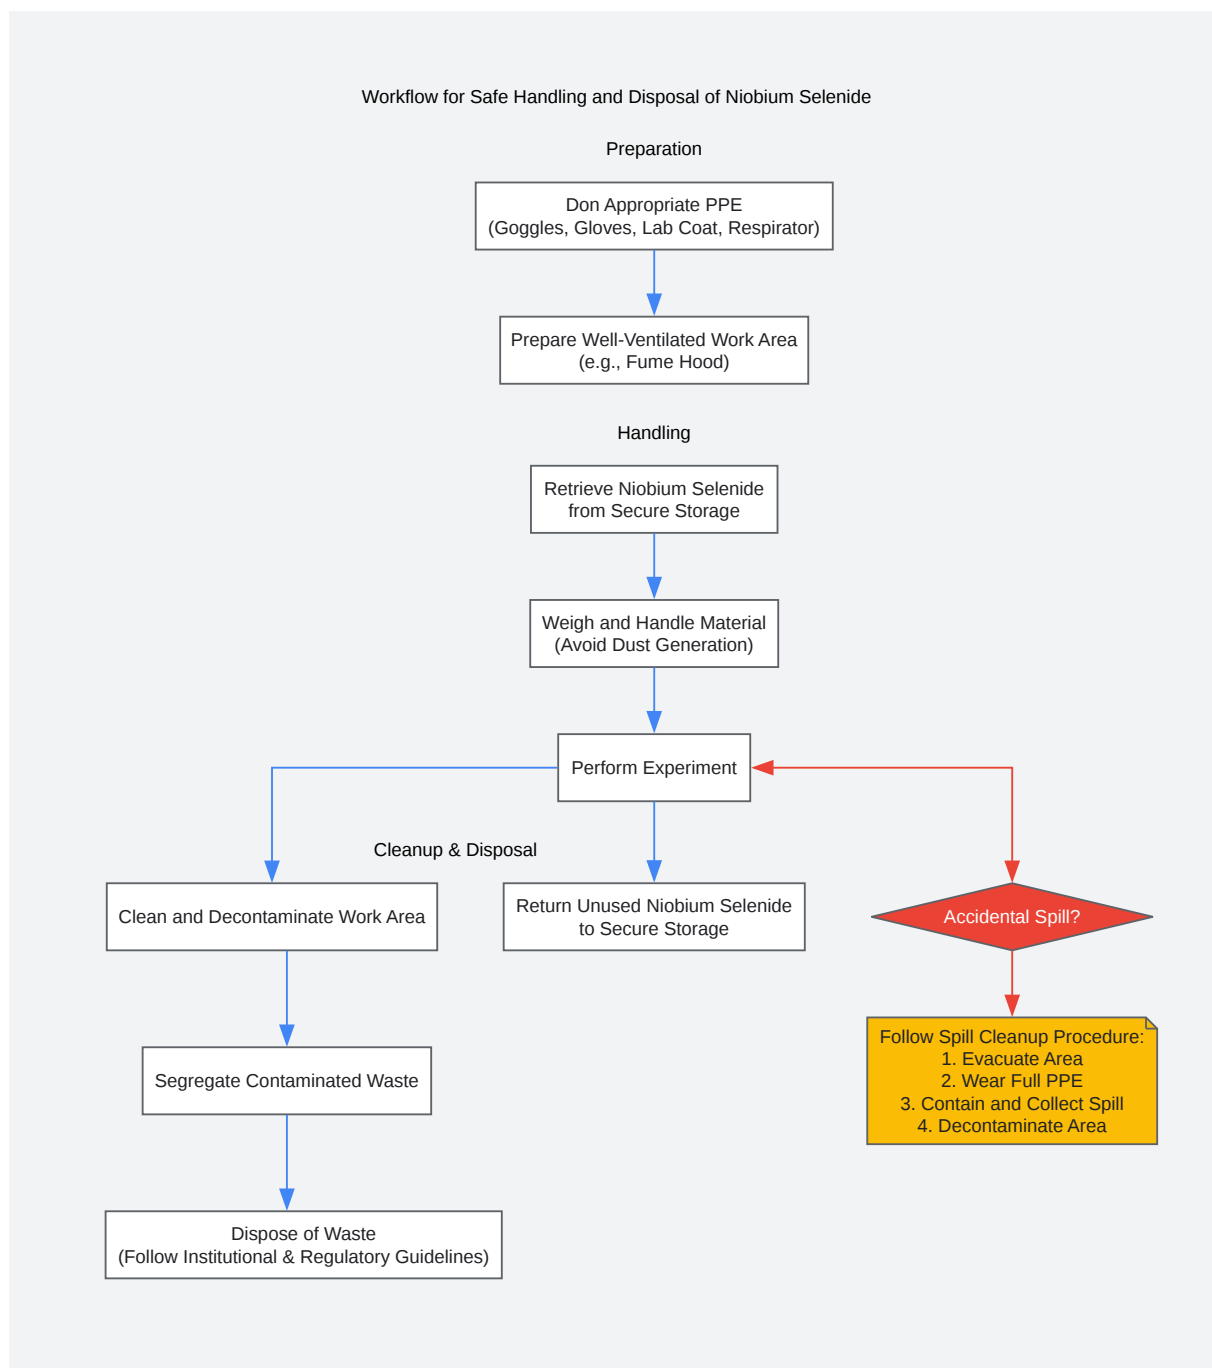 Workflow for Safe Handling and Disposal of Niobium Selenide
Preparation
Don Appropriate PPE
(Goggles, Gloves, Lab Coat, Respirator)
Prepare Well-Ventilated Work Area
(e.g., Fume Hood)
Handling
Retrieve Niobium Selenide
from Secure Storage
Weigh and Handle Material
(Avoid Dust Generation)
Perform Experiment
Cleanup & Disposal
Clean and Decontaminate Work Area
Return Unused Niobium Selenide
to Secure Storage
Accidental Spill?
Segregate Contaminated Waste
Follow Spill Cleanup Procedure:
1. Evacuate Area
2. Wear Full PPE
3. Contain and Collect Spill
4. Decontaminate Area
Dispose of Waste
(Follow Institutional & Regulatory Guidelines)